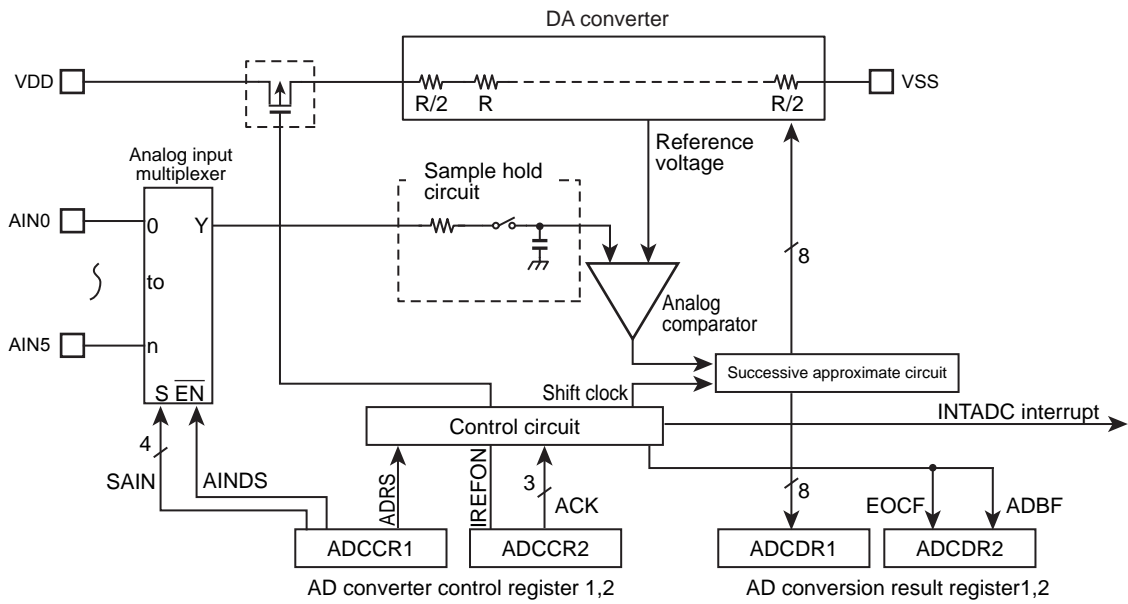 DA converter
VDD
R/2
R
R/2
VSS
Analog input
multiplexer
Reference
voltage
Sample hold
circuit
AIN0
0
Y
to
8
Analog
comparator
AIN5
n
S EN
Successive approximate circuit
Shift clock
INTADC interrupt
Control circuit
4
SAIN
AINDS
ADRS
IREFON
3
ACK
8
EOCF
ADBF
ADCCR1
ADCCR2
ADCDR1
ADCDR2
AD converter control register 1,2
AD conversion result register1,2